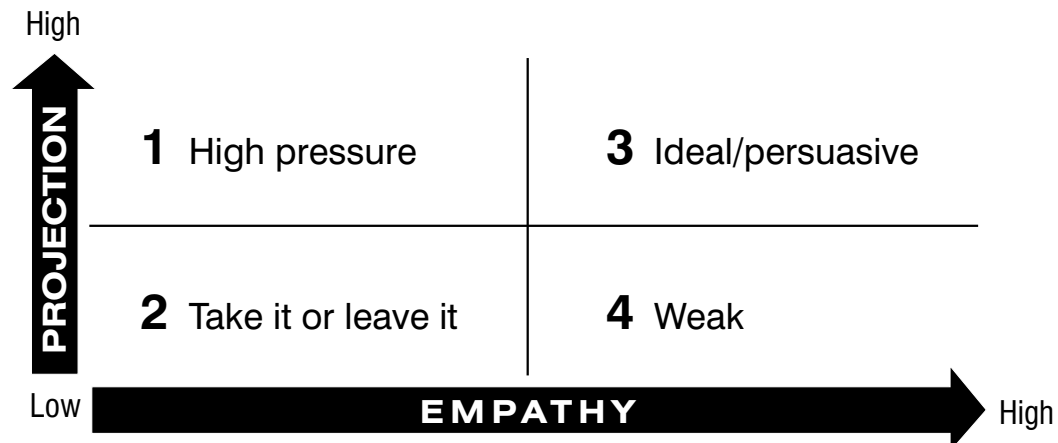 High
PROJECTION
1 High pressure
3 Ideal/persuasive
2 Take it or leave it
4 Weak
Low
EMPATHY
High